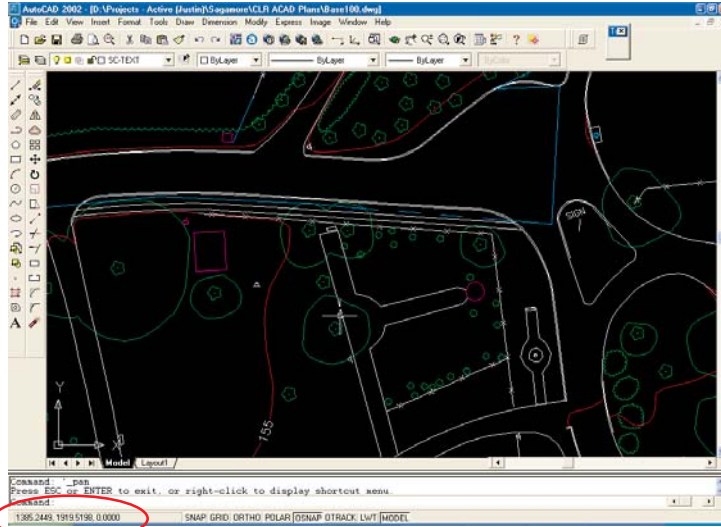 AutoCAD 2002 - [D:\Projects - Active (Justin)\Sagamore\CLR ACAD Plans\Base100.dwg]
File Edit View Insert Format Tools Draw Dimension Modify Express Image Window Help
SC-TEXT ByLayer ByLayer ByLayer ByColor
SIGN
155
Y
X
Model Layout1
Command: '_pan
Press ESC or ENTER to exit, or right-click to display shortcut menu.
Command:
1385.2449, 1919.5198, 0.0000 SNAP GRID ORTHO POLAR OSNAP OTRACK LWT MODEL